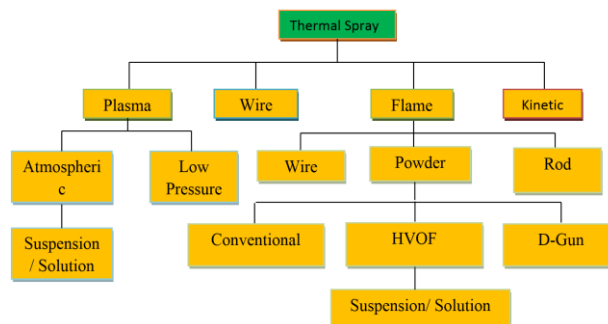 Thermal Spray
Plasma
Wire
Flame
Kinetic
Atmospheri
c
Low
Pressure
Wire
Powder
Rod
Suspension
/ Solution
Conventional
HVOF
D-Gun
Suspension/ Solution